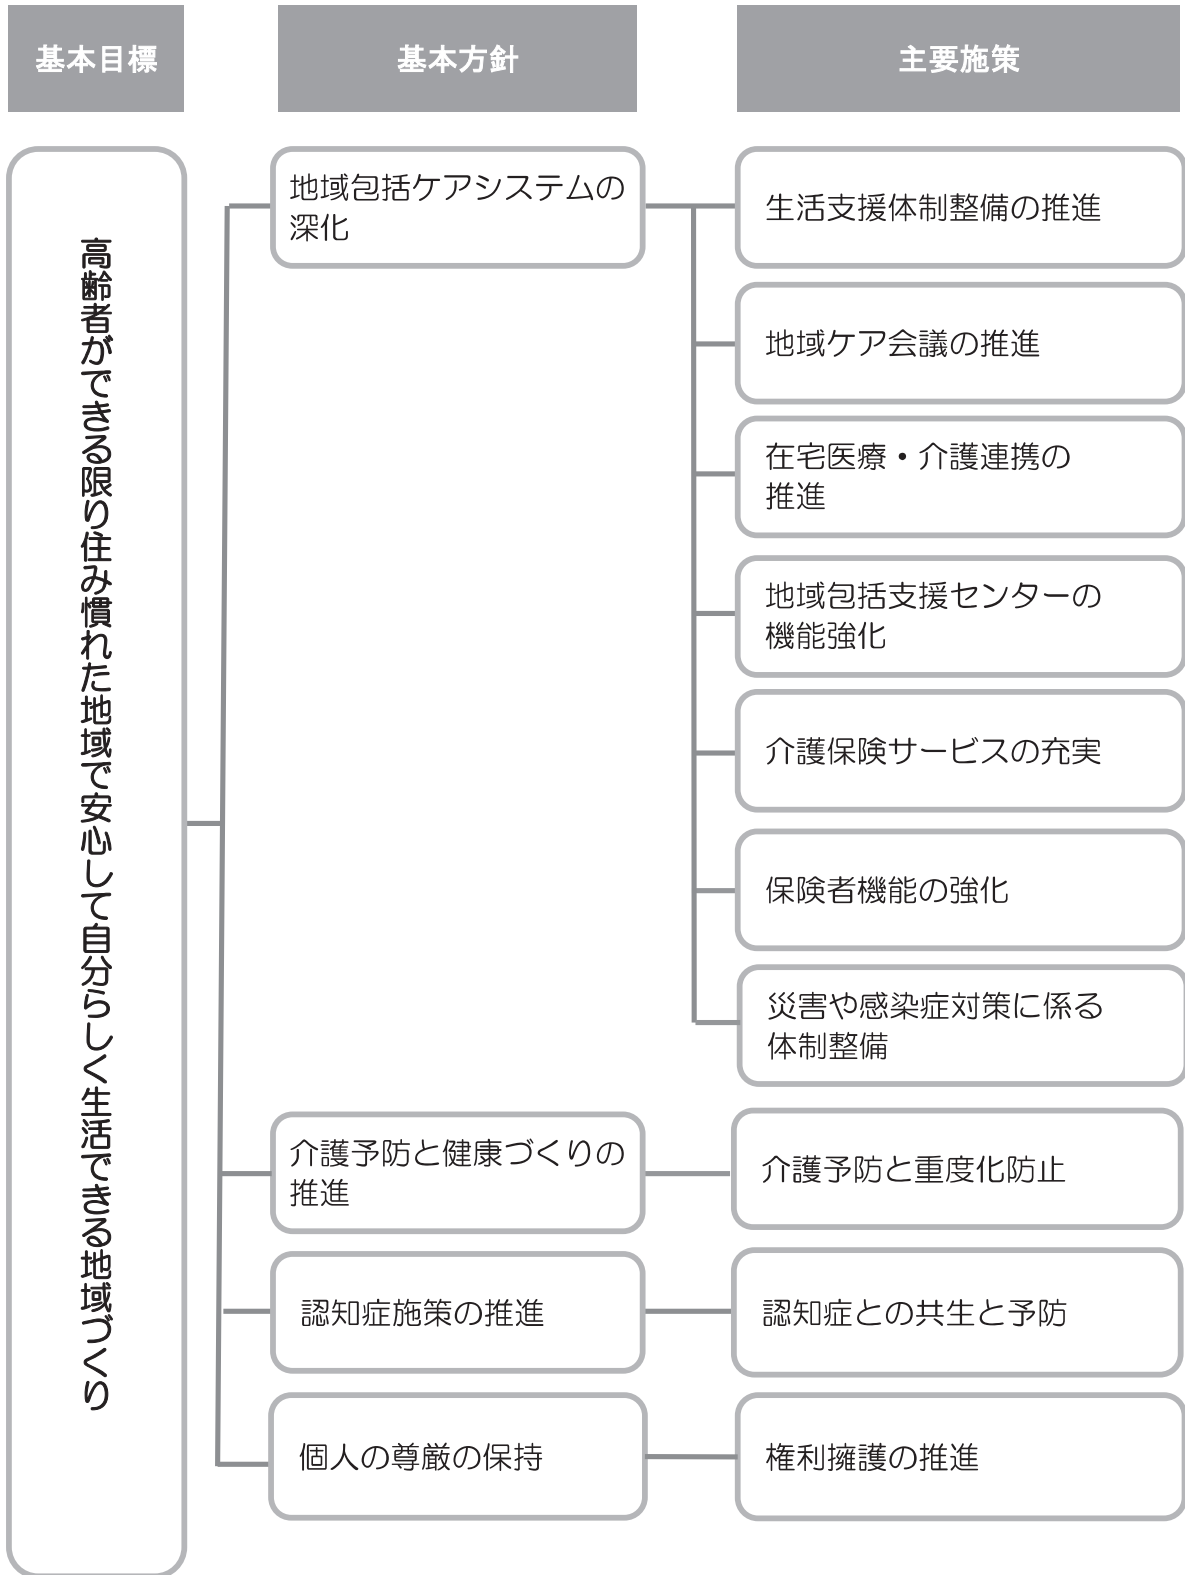 基本目標
基本方針
主要施策
高齢者ができる限り住み慣れた地域で安心して自分らしく生活できる地域づくり
地域包括ケアシステムの
深化
生活支援体制整備の推進
地域ケア会議の推進
在宅医療・介護連携の
推進
地域包括支援センターの
機能強化
介護保険サービスの充実
保険者機能の強化
災害や感染症対策に係る
体制整備
介護予防と健康づくりの
推進
介護予防と重度化防止
認知症施策の推進
認知症との共生と予防
個人の尊厳の保持
権利擁護の推進